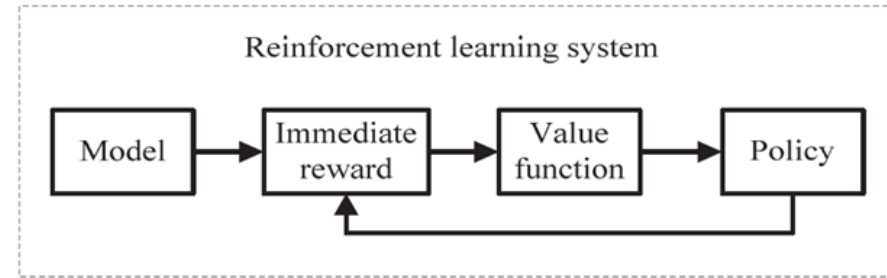 Reinforcement learning system
Model
Immediate
reward
Value
function
Policy